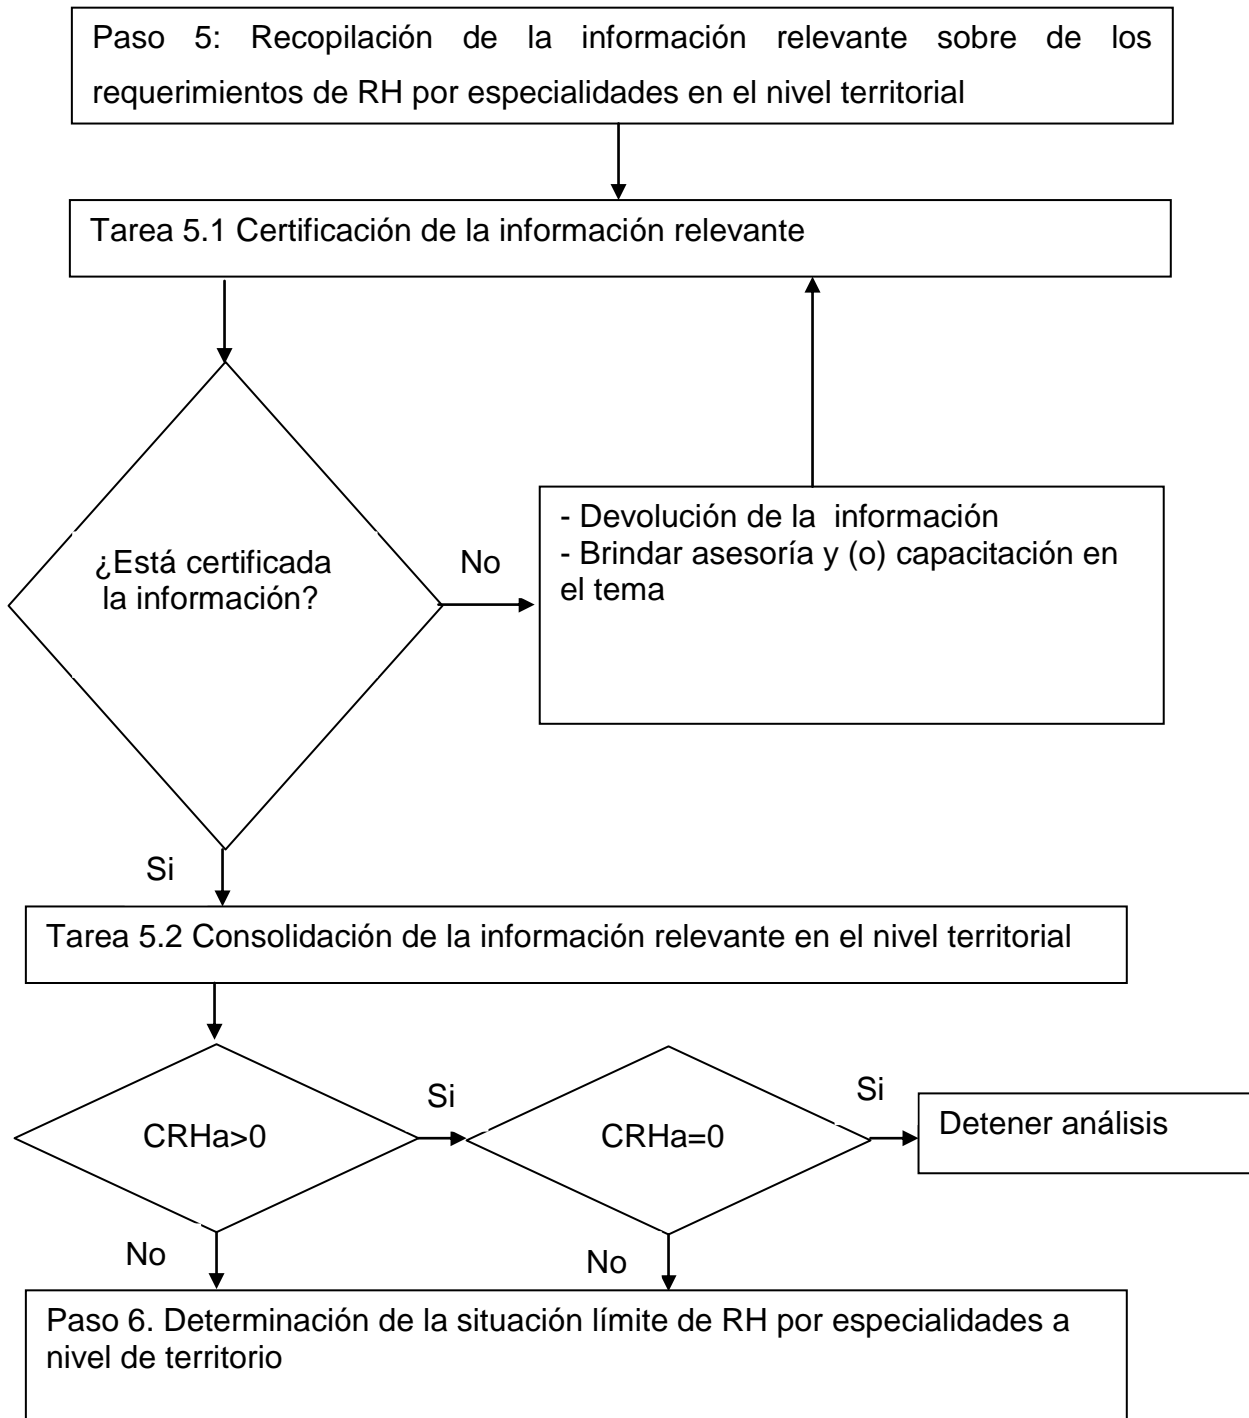 Paso 5: Recopilación de la información relevante sobre de los
requerimientos de RH por especialidades en el nivel territorial
Tarea 5.1 Certificación de la información relevante
¿Está certificada
la información?
No
- Devolución de la información
- Brindar asesoría y (o) capacitación en
el tema
Si
Tarea 5.2 Consolidación de la información relevante en el nivel territorial
CRHa>0
Si
CRHa=0
Si
Detener análisis
No
No
Paso 6. Determinación de la situación límite de RH por especialidades a
nivel de territorio